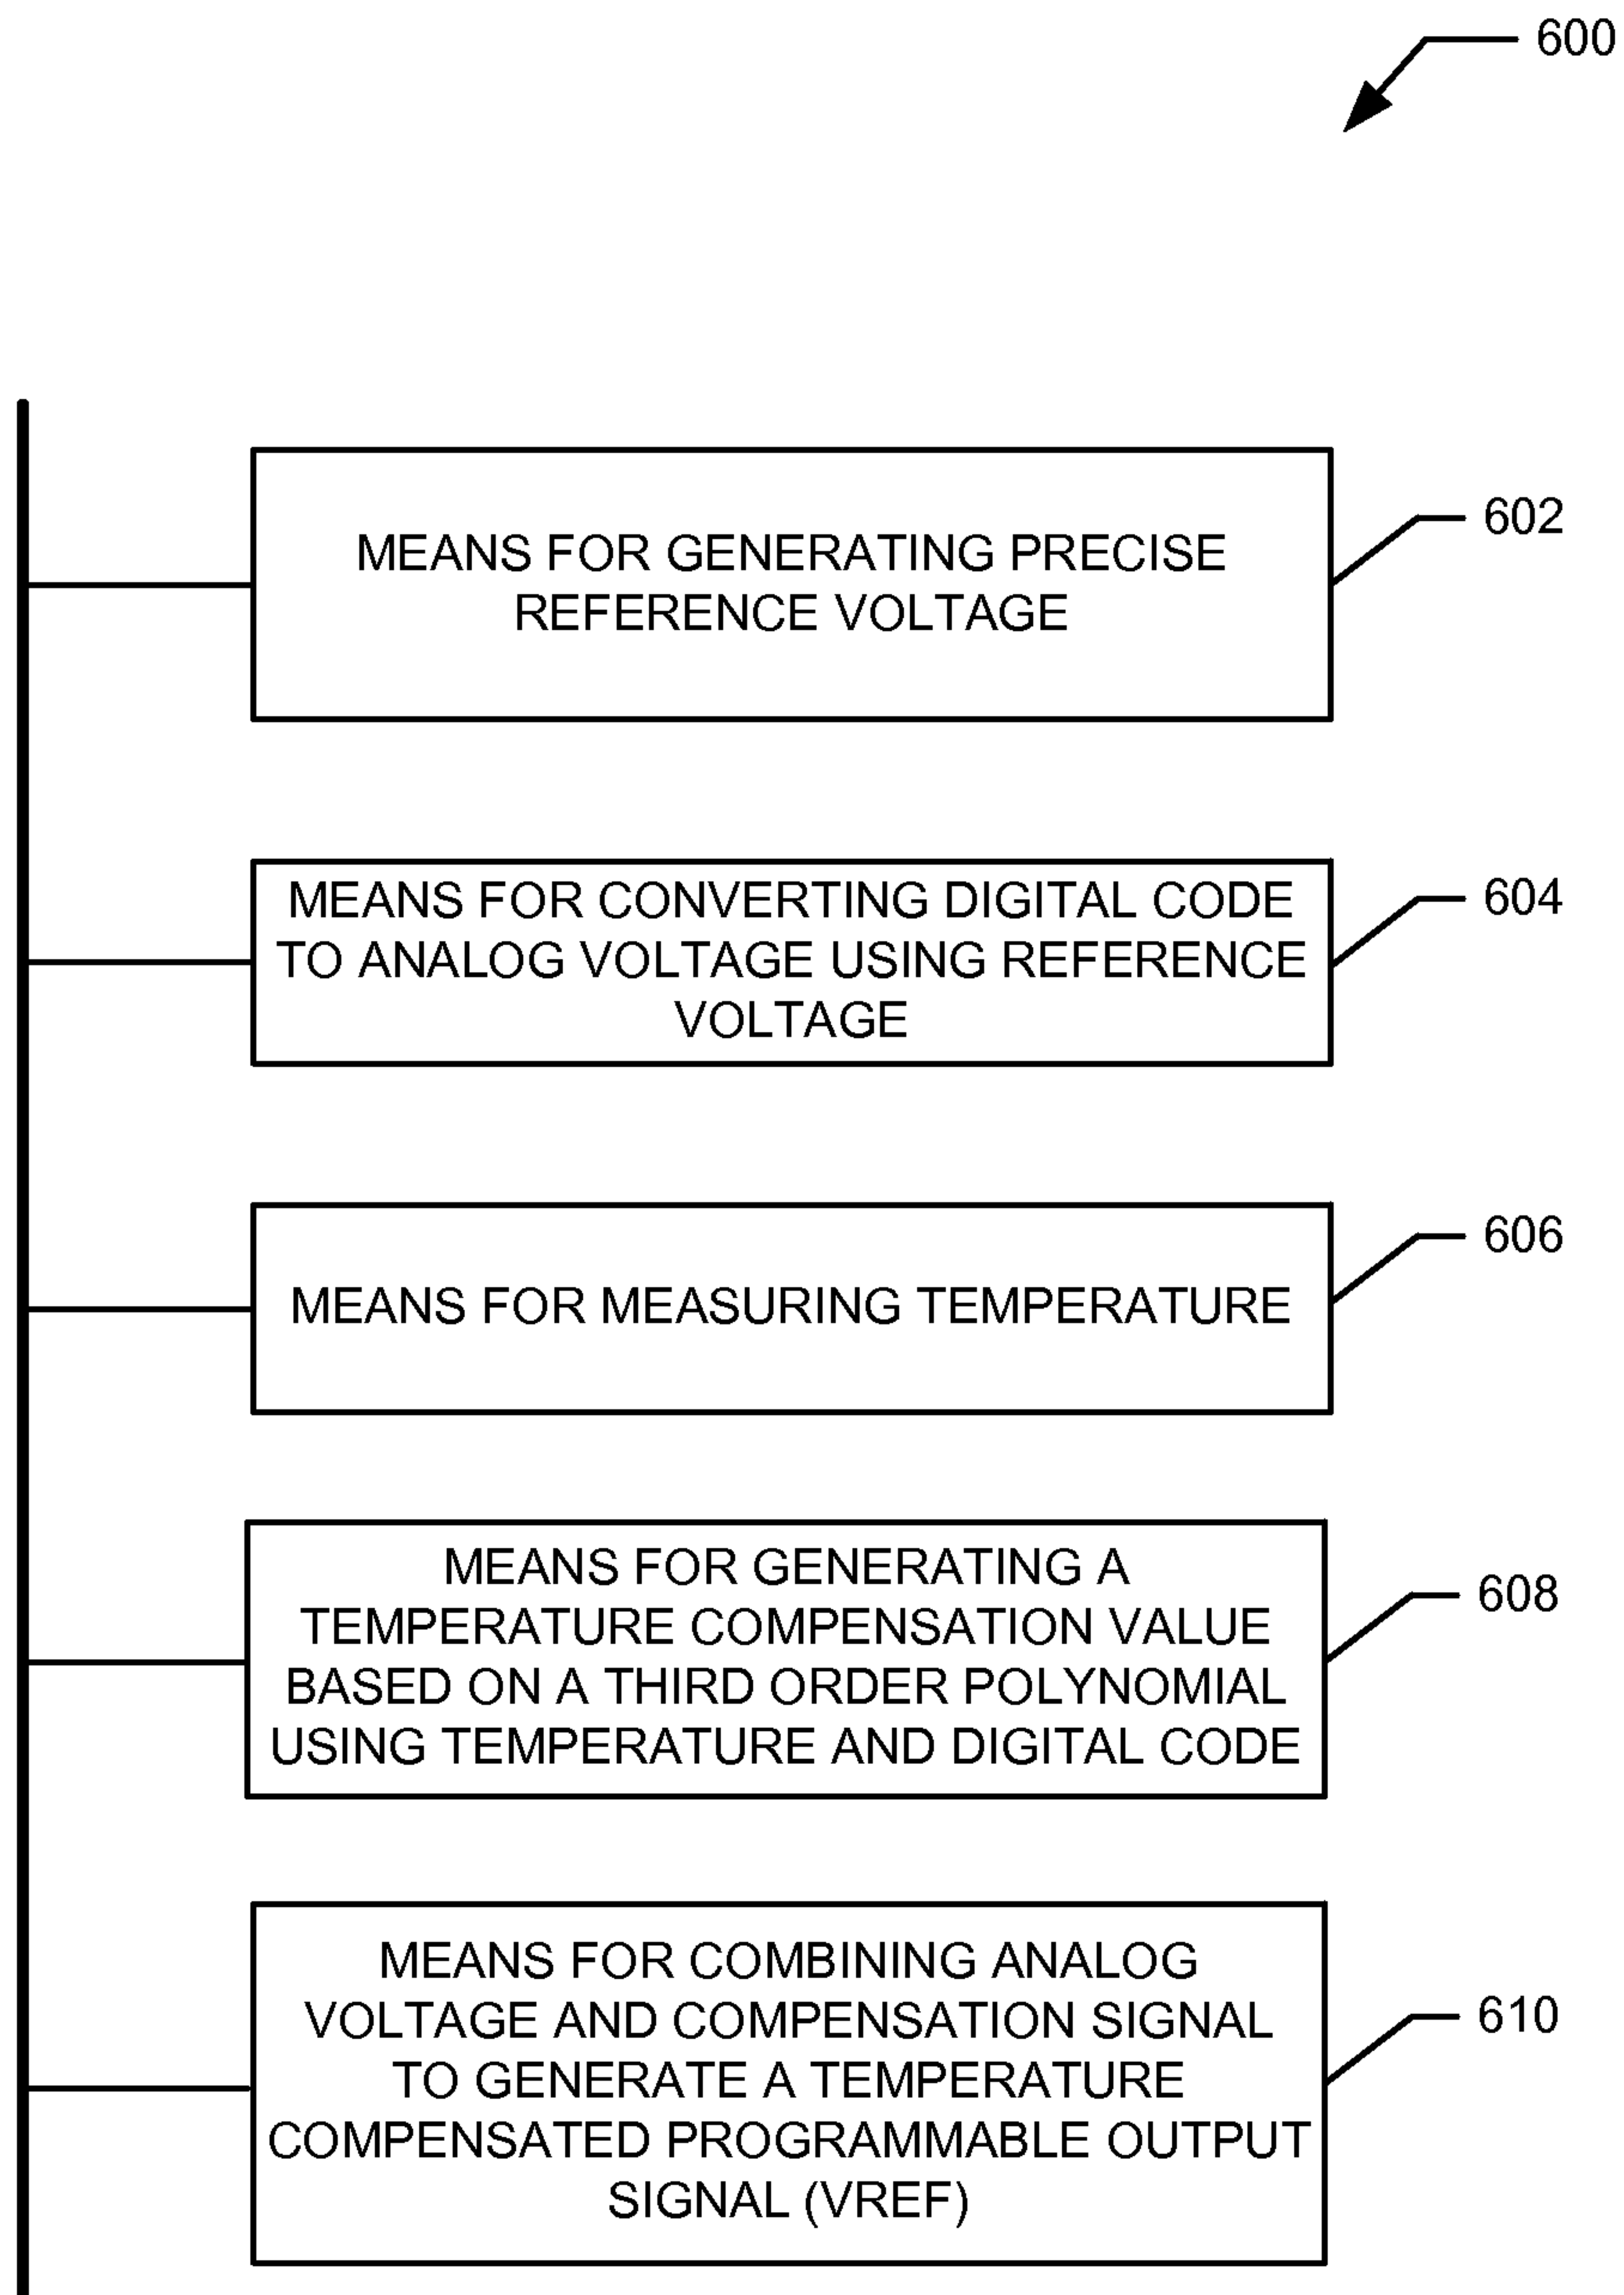 600
MEANS FOR GENERATING PRECISE
REFERENCE VOLTAGE
602
MEANS FOR CONVERTING DIGITAL CODE
TO ANALOG VOLTAGE USING REFERENCE
VOLTAGE
604
MEANS FOR MEASURING TEMPERATURE
606
MEANS FOR GENERATING A
TEMPERATURE COMPENSATION VALUE
BASED ON A THIRD ORDER POLYNOMIAL
USING TEMPERATURE AND DIGITAL CODE
608
MEANS FOR COMBINING ANALOG
VOLTAGE AND COMPENSATION SIGNAL
TO GENERATE A TEMPERATURE
COMPENSATED PROGRAMMABLE OUTPUT
SIGNAL (VREF)
610